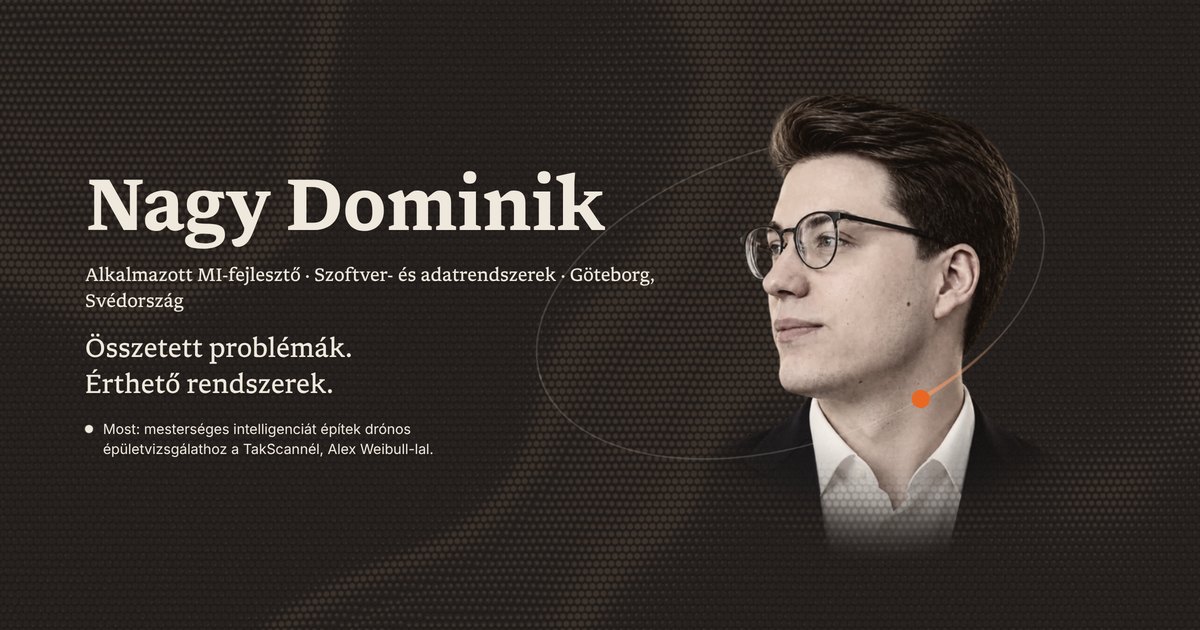 Nagy Dominik
Alkalmazott MI-fejlesztő · Szoftver- és adatrendszerek · Göteborg,
Svédország
Összetett problémák.
Érthető rendszerek.
Most: mesterséges intelligenciát építek drónos
épületvizsgálathoz a TakScannél, Alex Weibull-lal.